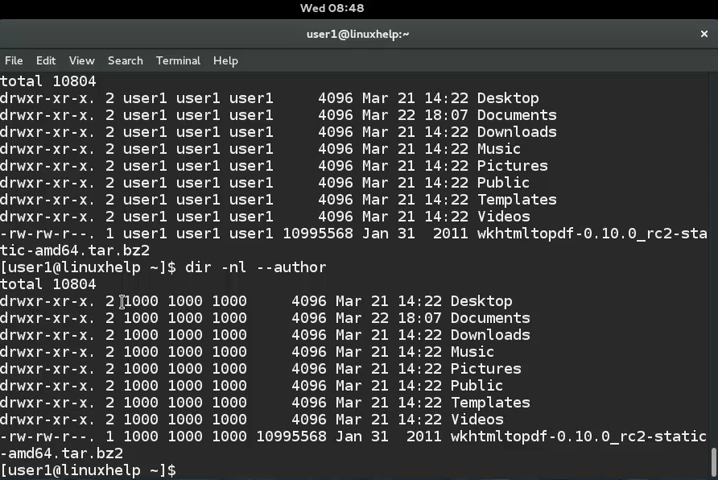 Wed 08:48
user1@linuxhelp:~
File Edit View Search Terminal Help
total 10804
drwxr-xr-x. 2 user1 user1 user1     4096 Mar 21 14:22 Desktop
drwxr-xr-x. 2 user1 user1 user1     4096 Mar 22 18:07 Documents
drwxr-xr-x. 2 user1 user1 user1     4096 Mar 21 14:22 Downloads
drwxr-xr-x. 2 user1 user1 user1     4096 Mar 21 14:22 Music
drwxr-xr-x. 2 user1 user1 user1     4096 Mar 21 14:22 Pictures
drwxr-xr-x. 2 user1 user1 user1     4096 Mar 21 14:22 Public
drwxr-xr-x. 2 user1 user1 user1     4096 Mar 21 14:22 Templates
drwxr-xr-x. 2 user1 user1 user1     4096 Mar 21 14:22 Videos
-rw-rw-r--. 1 user1 user1 user1 10995568 Jan 31  2011 wkhtmltopdf-0.10.0_rc2-sta
tic-amd64.tar.bz2
[user1@linuxhelp ~]$ dir -nl --author
total 10804
drwxr-xr-x. 2 1000 1000 1000     4096 Mar 21 14:22 Desktop
drwxr-xr-x. 2 1000 1000 1000     4096 Mar 22 18:07 Documents
drwxr-xr-x. 2 1000 1000 1000     4096 Mar 21 14:22 Downloads
drwxr-xr-x. 2 1000 1000 1000     4096 Mar 21 14:22 Music
drwxr-xr-x. 2 1000 1000 1000     4096 Mar 21 14:22 Pictures
drwxr-xr-x. 2 1000 1000 1000     4096 Mar 21 14:22 Public
drwxr-xr-x. 2 1000 1000 1000     4096 Mar 21 14:22 Templates
drwxr-xr-x. 2 1000 1000 1000     4096 Mar 21 14:22 Videos
-rw-rw-r--. 1 1000 1000 1000 10995568 Jan 31  2011 wkhtmltopdf-0.10.0_rc2-static
-amd64.tar.bz2
[user1@linuxhelp ~]$